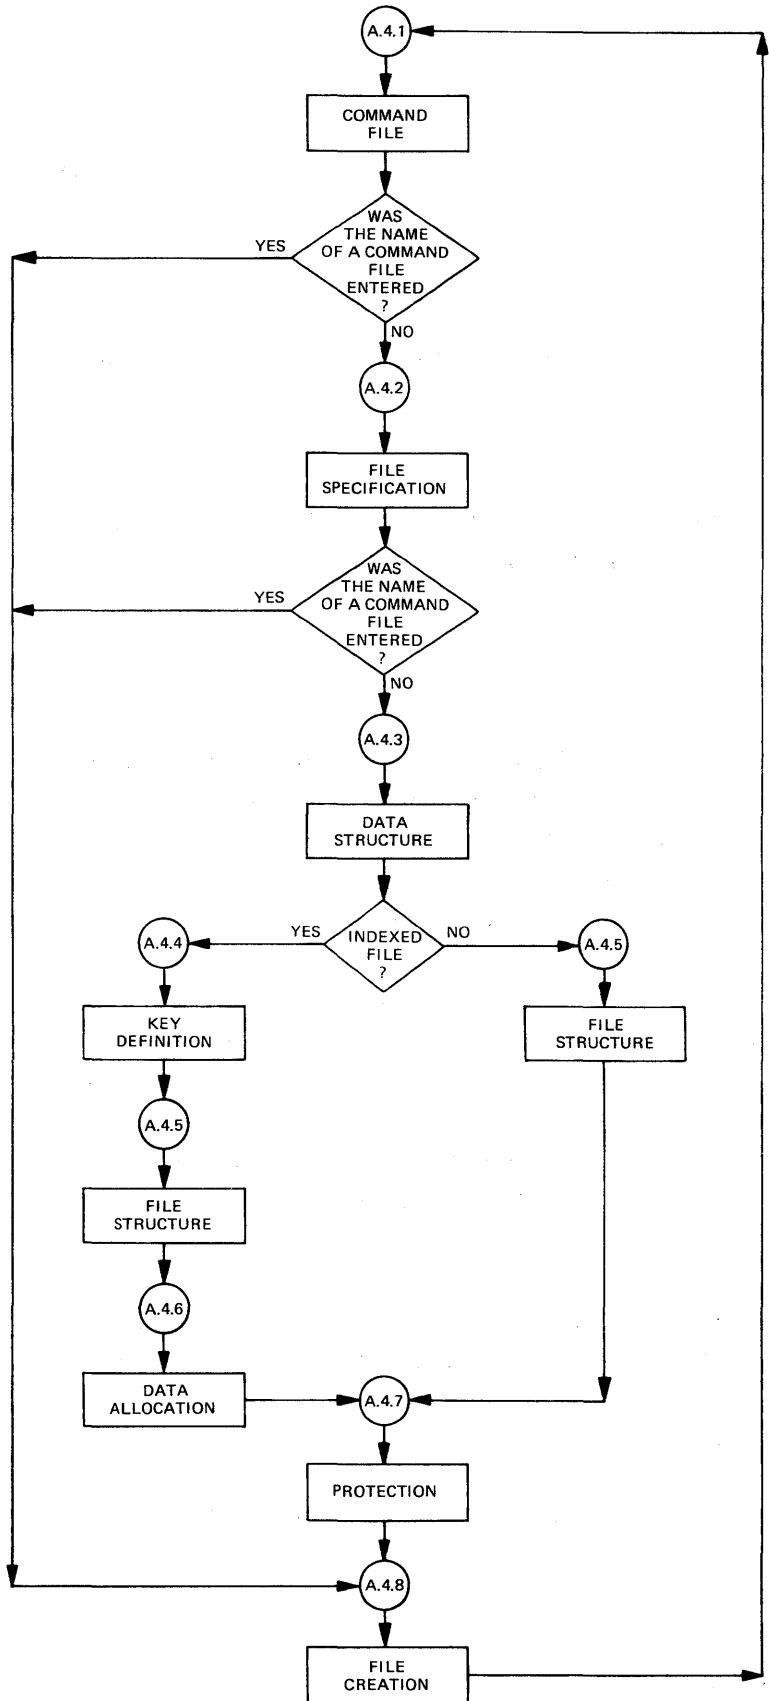 A.4.1
COMMAND
FILE
WAS
THE NAME
OF A COMMAND
FILE
ENTERED
?
YES
NO
A.4.2
FILE
SPECIFICATION
WAS
THE NAME
OF A COMMAND
FILE
ENTERED
?
YES
NO
A.4.3
DATA
STRUCTURE
INDEXED
FILE
?
YES
NO
A.4.4
KEY
DEFINITION
A.4.5
FILE
STRUCTURE
A.4.6
DATA
ALLOCATION
A.4.5
FILE
STRUCTURE
A.4.7
PROTECTION
A.4.8
FILE
CREATION